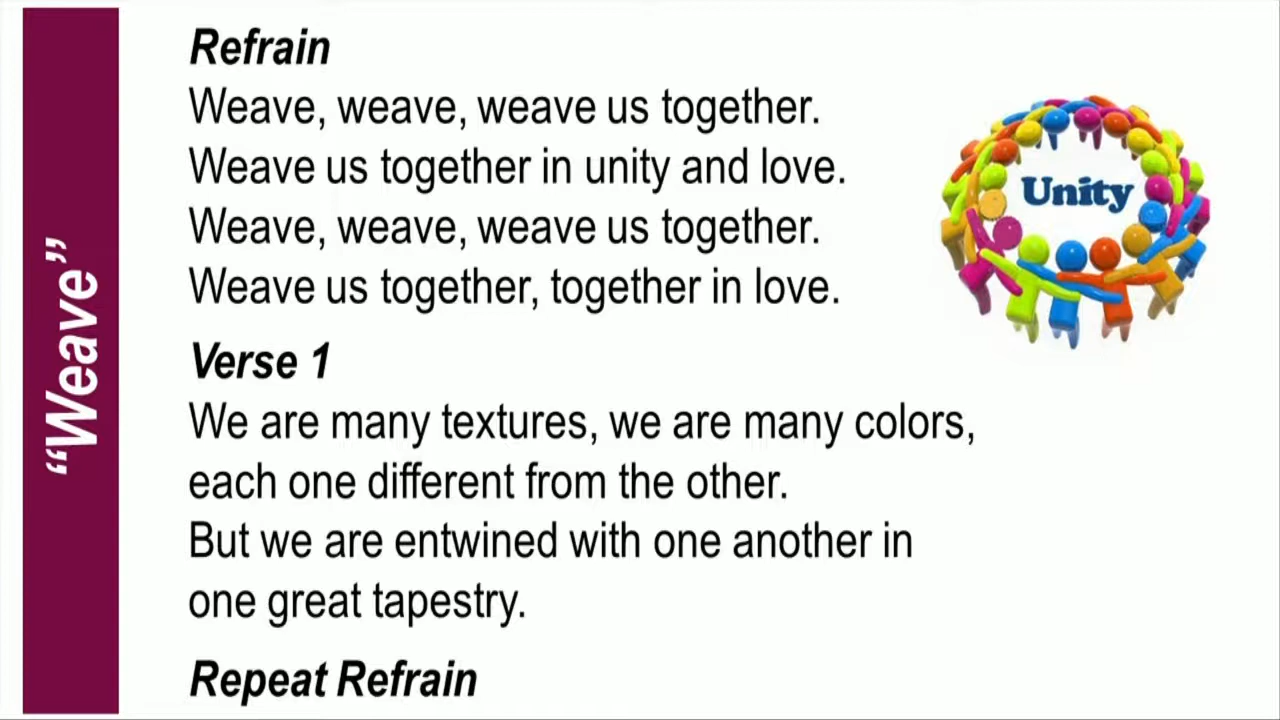 “Weave”
Refrain
Weave, weave, weave us together.
Weave us together in unity and love.
Weave, weave, weave us together.
Weave us together, together in love.
Unity
Verse 1
We are many textures, we are many colors,
each one different from the other.
But we are entwined with one another in
one great tapestry.
Repeat Refrain